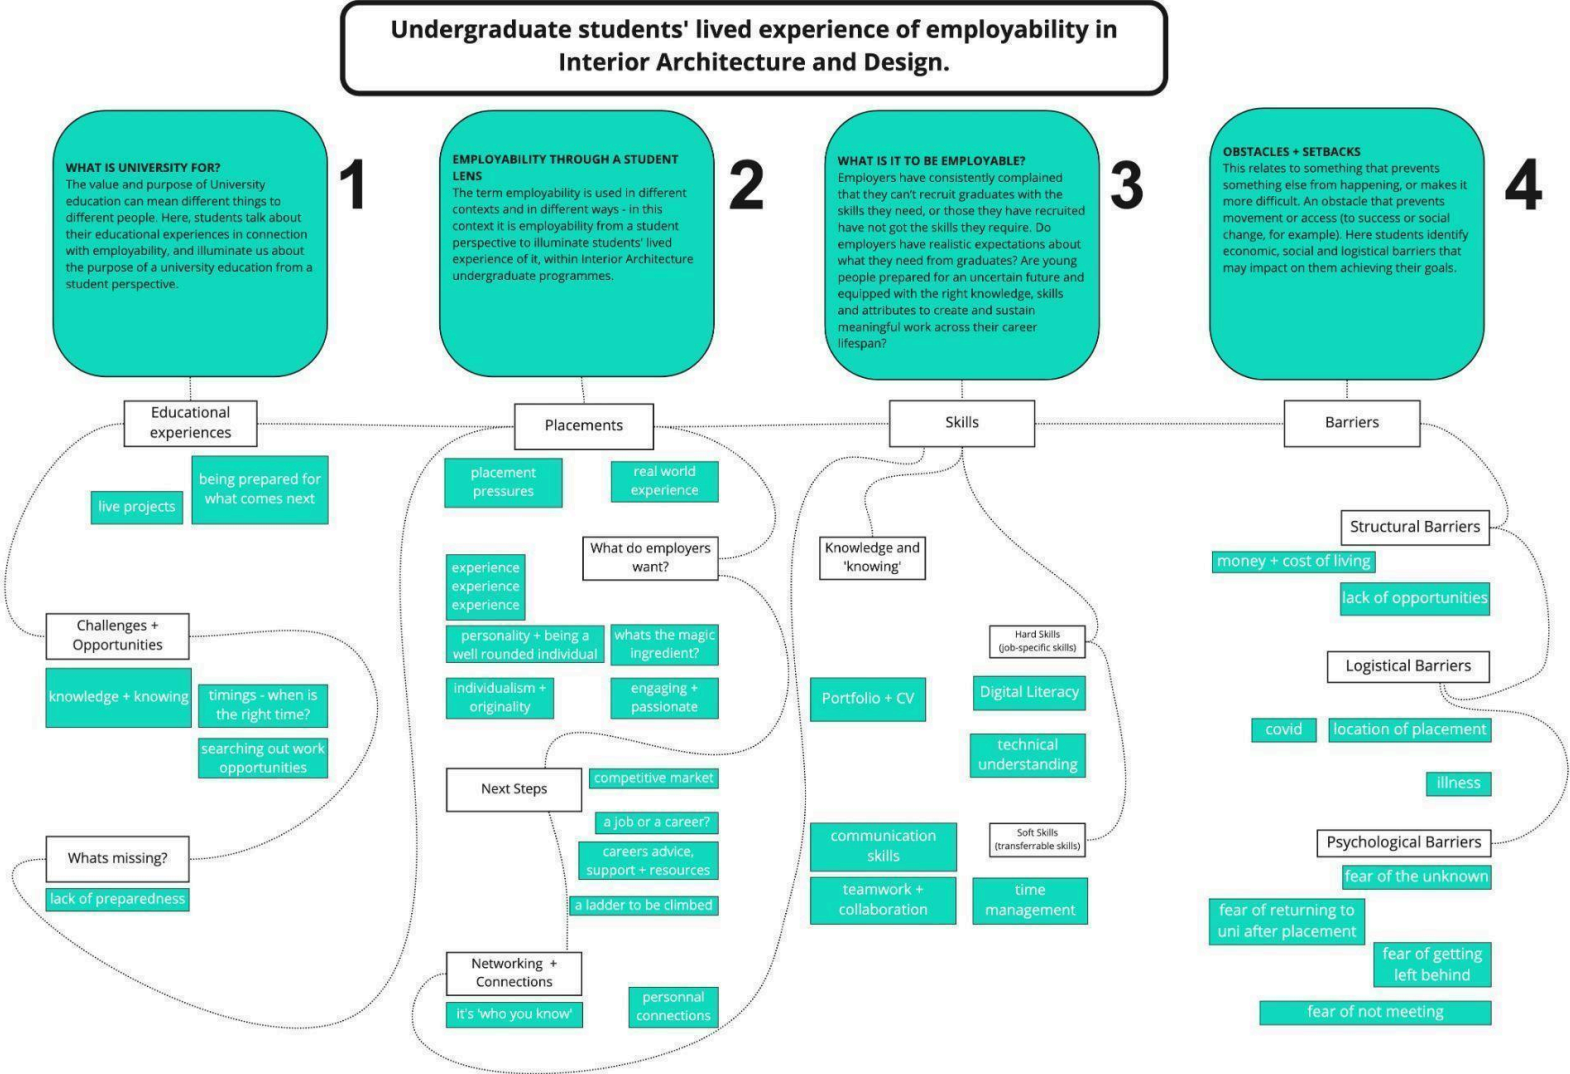 Undergraduate students' lived experience of employability in
Interior Architecture and Design.
WHAT IS UNIVERSITY FOR?
The value and purpose of University
education can mean different things to
different people. Here, students talk about
their educational experiences in connection
with employability, and illuminate us about
the purpose of a university education from a
student perspective.
1
EMPLOYABILITY THROUGH A STUDENT
LENS
The term employability is used in different
contexts and in different ways - in this
context it is employability from a student
perspective to illuminate students' lived
experience of it, within Interior Architecture
undergraduate programmes.
2
WHAT IS IT TO BE EMPLOYABLE?
Employers have consistently complained
that they can't recruit graduates with the
skills they need, or those they have recruited
have not got the skills they require. Do
employers have realistic expectations about
what they need from graduates? Are young
people prepared for an uncertain future and
equipped with the right knowledge, skills
and attributes to create and sustain
meaningful work across their career
lifespan?
3
OBSTACLES + SETBACKS
This relates to something that prevents
something else from happening, or makes it
more difficult. An obstacle that prevents
movement or access (to success or social
change, for example). Here students identify
economic, social and logistical barriers that
may impact on them achieving their goals.
4
Educational
experiences
being prepared for
what comes next
live projects
Challenges +
Opportunities
knowledge + knowing
timings - when is
the right time?
searching out work
opportunities
Whats missing?
lack of preparedness
Placements
placement
pressures
real world
experience
What do employers
want?
experience
experience
experience
personality + being a
well rounded individual
whats the magic
ingredient?
individualism +
originality
engaging +
passionate
Next Steps
competitive market
a job or a career?
careers advice,
support + resources
a ladder to be climbed
Networking +
Connections
it's 'who you know'
personnal
connections
Skills
Knowledge and
'knowing'
Hard Skills
(job-specific skills)
Portfolio + CV
Digital Literacy
technical
understanding
communication
skills
Soft Skills
(transferrable skills)
teamwork +
collaboration
time
management
Barriers
Structural Barriers
money + cost of living
lack of opportunities
Logistical Barriers
covid
location of placement
illness
Psychological Barriers
fear of the unknown
fear of returning to
uni after placement
fear of getting
left behind
fear of not meeting